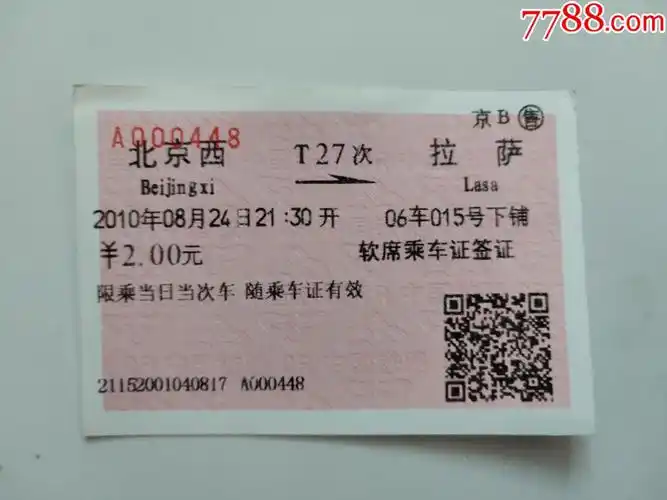 7788.com
京B 售
A000448
北京西 T27次 拉萨
Beijingxi Lasa
2010年08月24日21:30开 06车015号下铺
￥2.00元 软席乘车证签证
限乘当日当次车 随乘车证有效
21152001040817 A000448